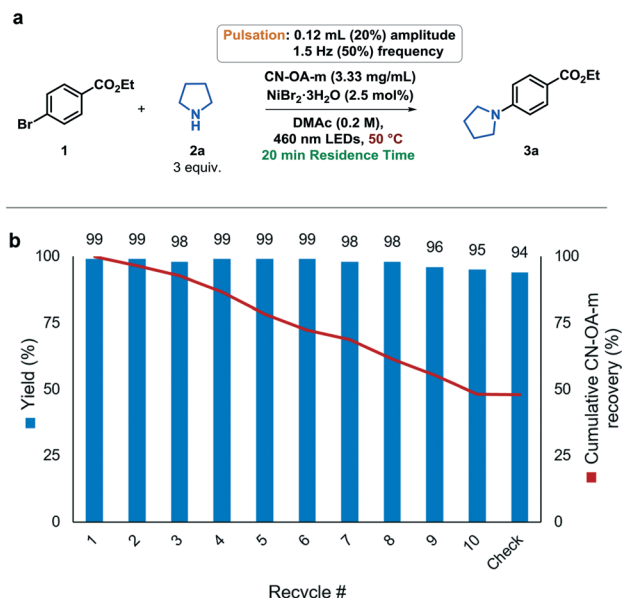 a
Pulsation: 0.12 mL (20%) amplitude
1.5 Hz (50%) frequency
CN-OA-m (3.33 mg/mL)
NiBr₂·3H₂O (2.5 mol%)
DMAc (0.2 M),
460 nm LEDs, 50 °C
20 min Residence Time
CO₂Et
Br
1
+
N
H
2a
3 equiv.
CO₂Et
N
3a
b
99 99 98 99 99 99 98 98 96 95 94
100
75
50
25
0
Yield (%)
100
75
50
25
0
Cumulative CN-OA-m
recovery (%)
1 2 3 4 5 6 7 8 9 10 Check
Recycle #